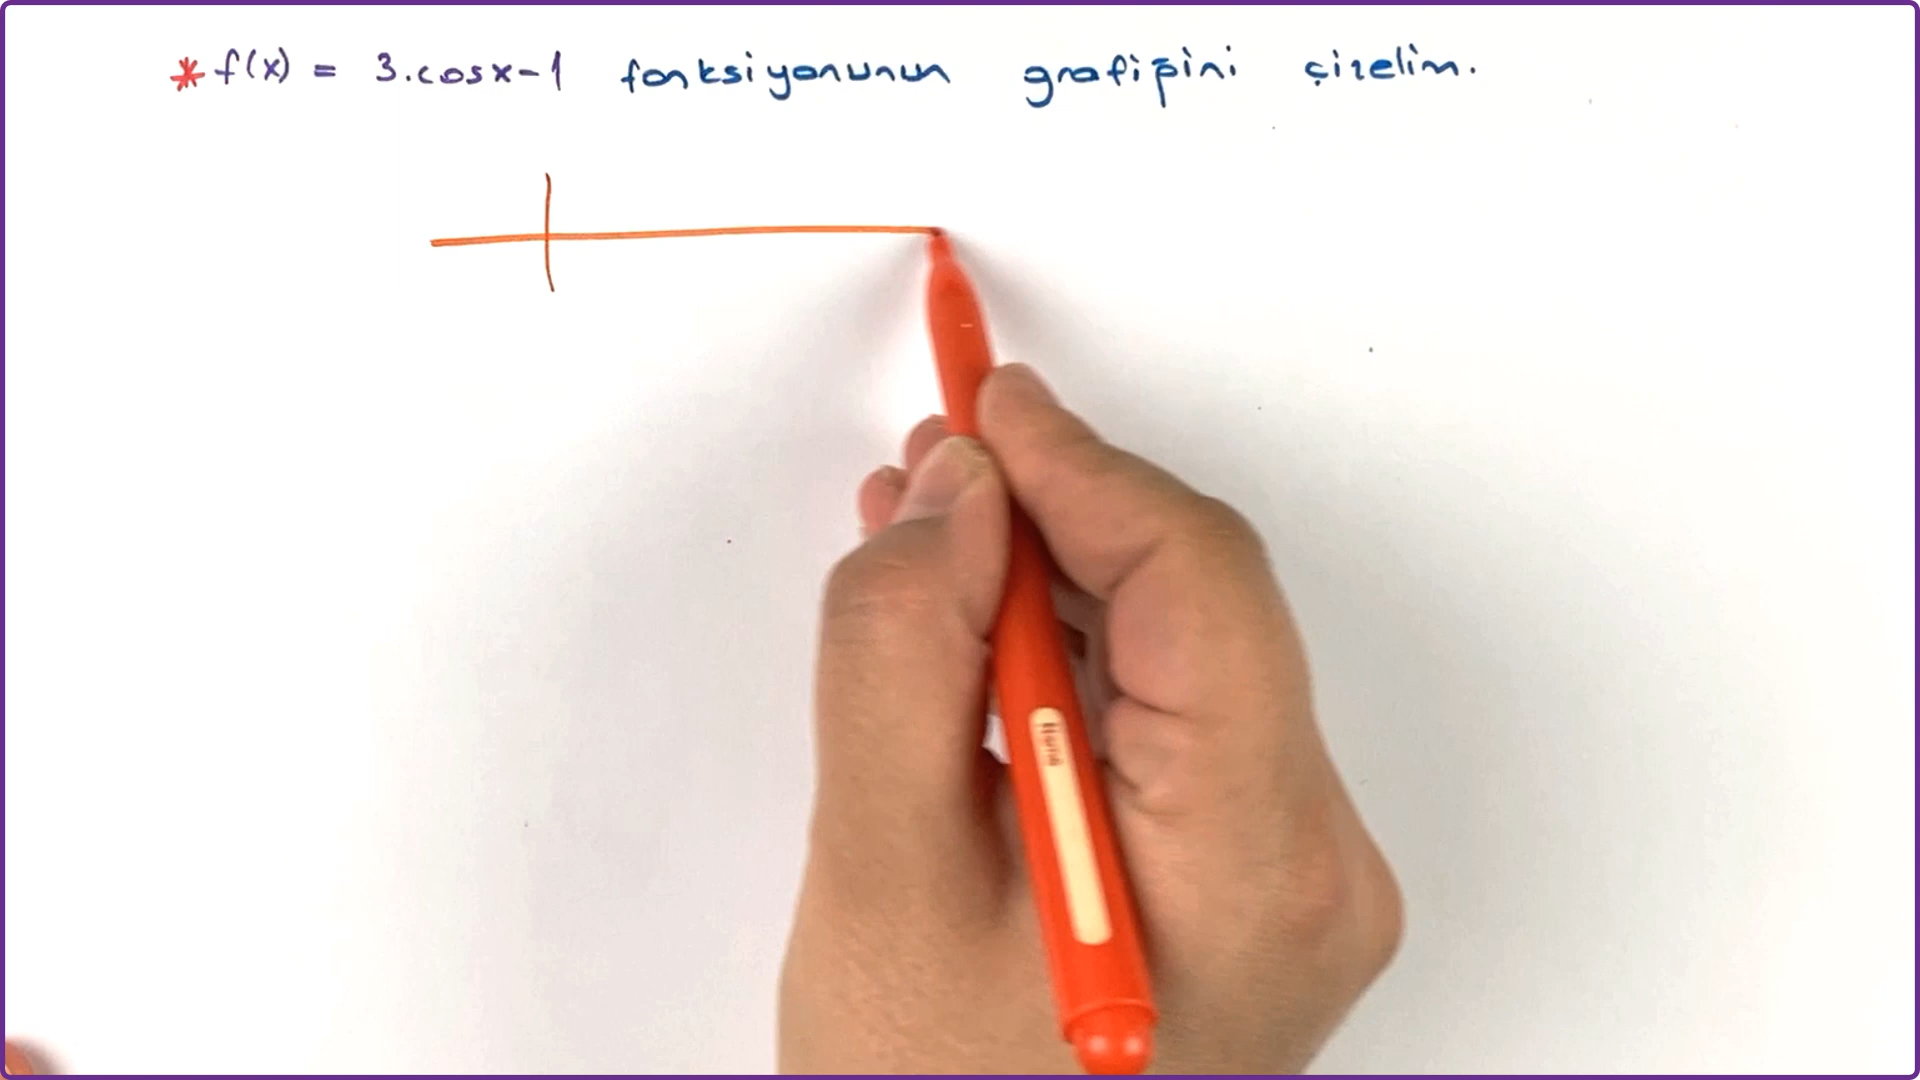 * f(x) = 3.cosx-1 fonksiyonunun grafiğini çizelim.